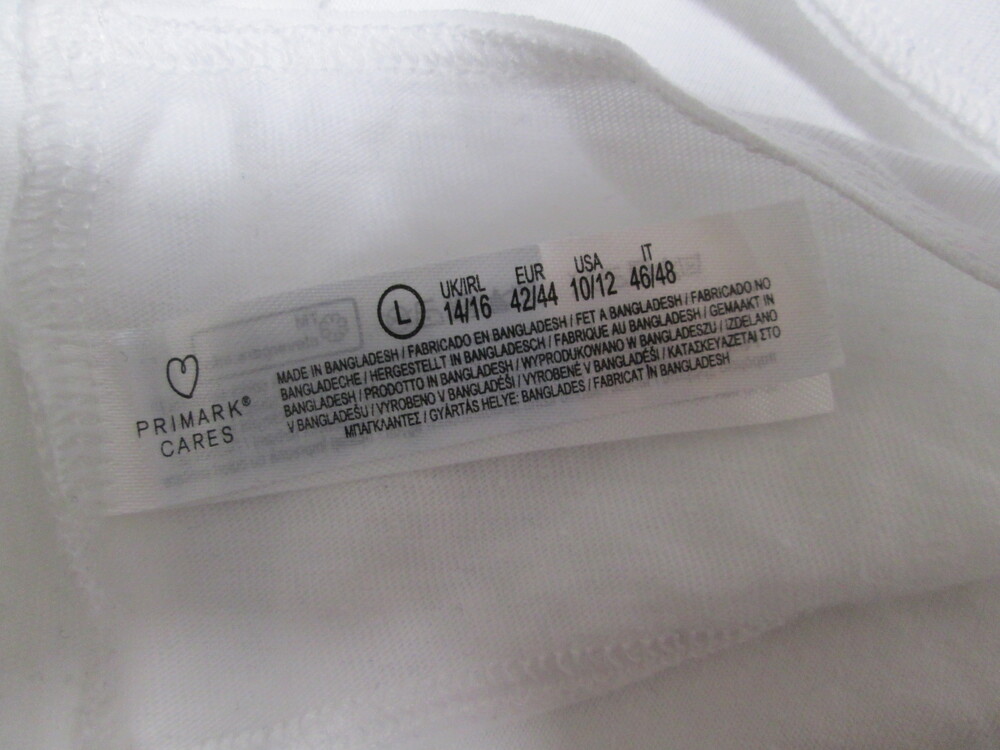 L
UK/IRL EUR USA IT
14/16 42/44 10/12 46/48
MADE IN BANGLADESH / FABRICADO EN BANGLADESH / FET A BANGLADESH / FABRICADO NO
BANGLADECHE / HERGESTELLT IN BANGLADESCH / FABRIQUE AU BANGLADESH / GEMAAKT IN
BANGLADESH / PRODOTTO IN BANGLADESH / WYPRODUKOWANO W BANGLADESZU / IZDELANO
V BANGLADEŠU / VYROBENO V BANGLADÉŠI / VYROBENÉ V BANGLADÉŠI / ΚΑΤΑΣΚΕΥΑΖΕΤΑΙ ΣΤΟ
ΜΠΑΓΚΛΑΝΤΕΣ / GYÁRTÁS HELYE: BANGLADES / FABRICAT ÎN BANGLADESH
PRIMARK®
CARES